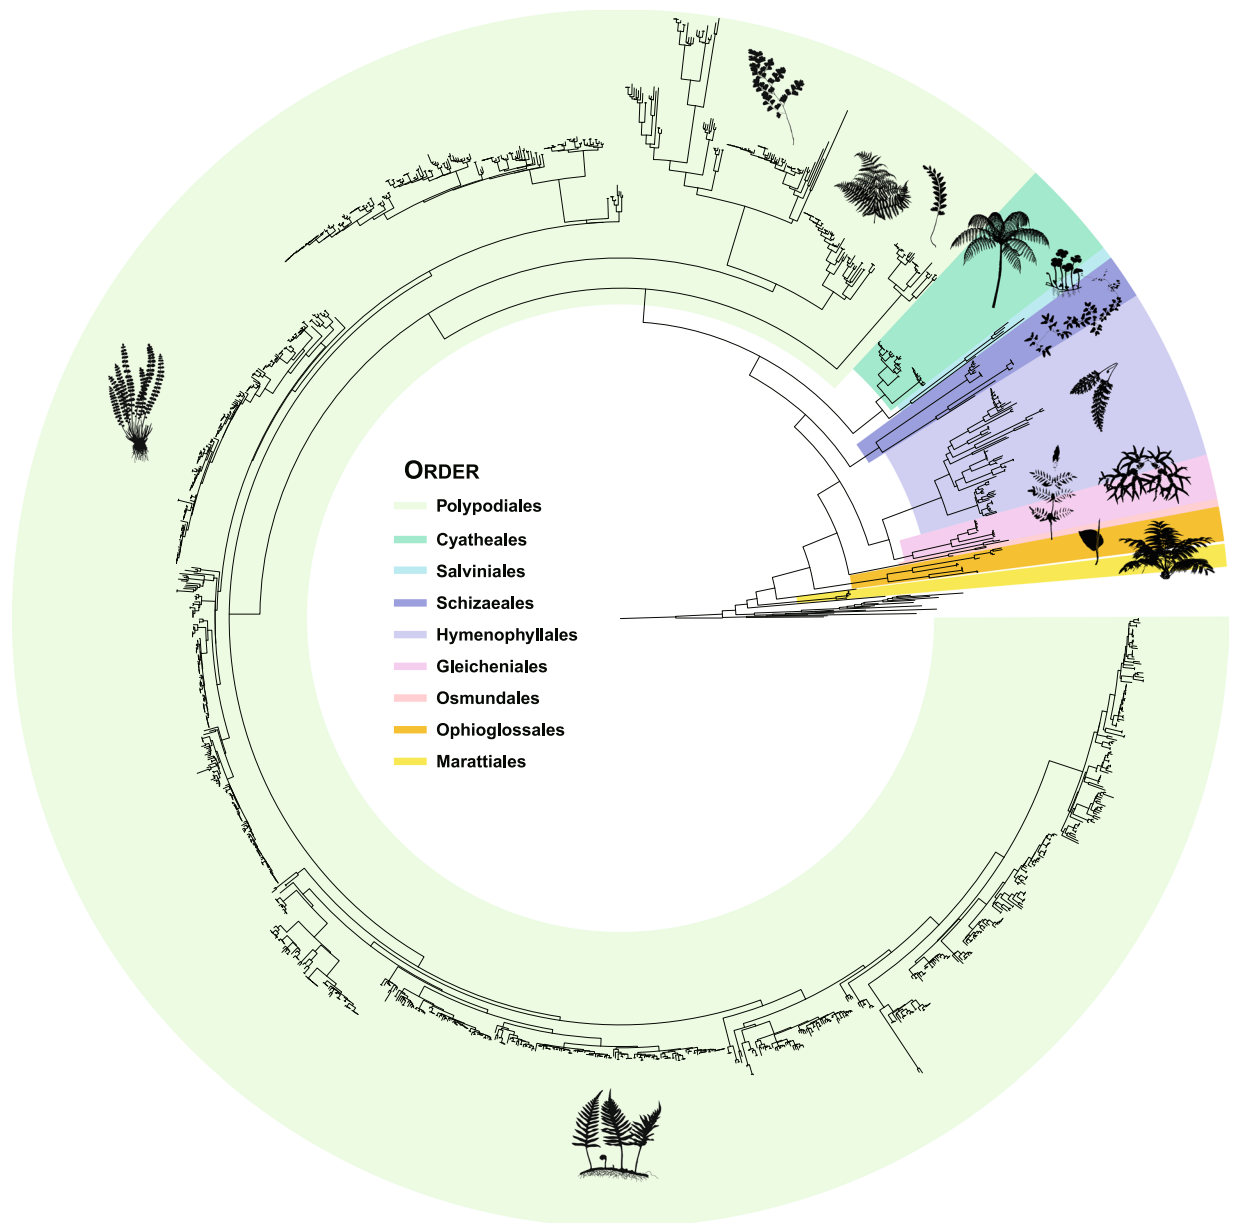 ORDER
Polypodiales
Cyatheales
Salviniales
Schizaeales
Hymenophyllales
Gleicheniales
Osmundales
Ophioglossales
Marattiales